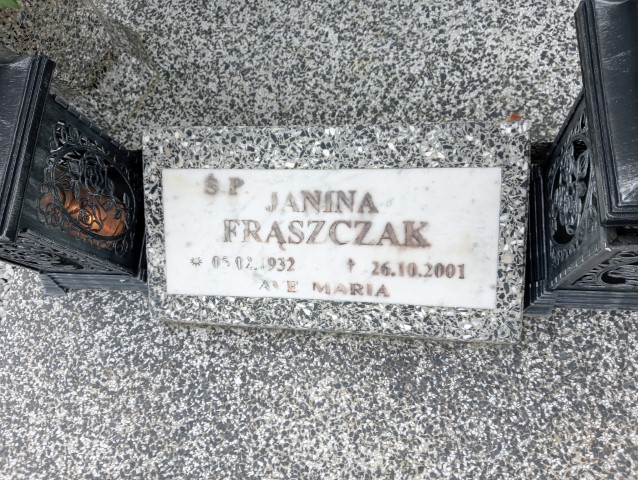 Ś P
JANINA
FRĄSZCZAK
* 05.02.1932 † 26.10.2001
AVE MARIA